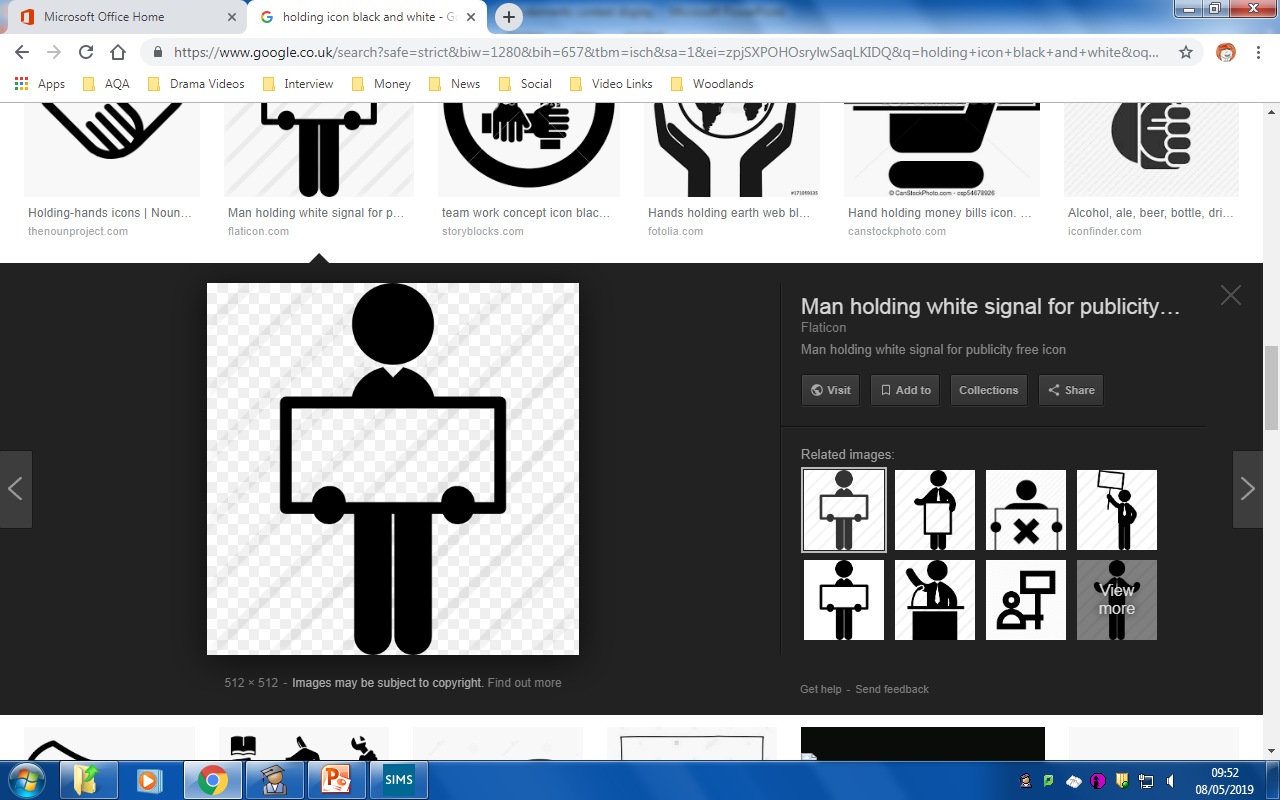 Microsoft Office Home
holding icon black and white - Go
https://www.google.co.uk/search?safe=strict&biw=1280&bih=657&tbm=isch&sa=1&ei=zpjSXPOHOsrylwSaqLKIDQ&q=holding+icon+black+and+white&oq...
Apps AQA Drama Videos Interview Money News Social Video Links Woodlands
#171059135
© CanStockPhoto.com - csp54678926
Holding-hands icons | Noun... Man holding white signal for p... team work concept icon blac... Hands holding earth web bl... Hand holding money bills icon. ... Alcohol, ale, beer, bottle, dri...
thenounproject.com flaticon.com storyblocks.com fotolia.com canstockphoto.com iconfinder.com
Man holding white signal for publicity...
Flaticon
Man holding white signal for publicity free icon
Visit Add to Collections Share
Related images:
View
more
512 × 512 - Images may be subject to copyright. Find out more
Get help - Send feedback
SIMS
09:52
08/05/2019